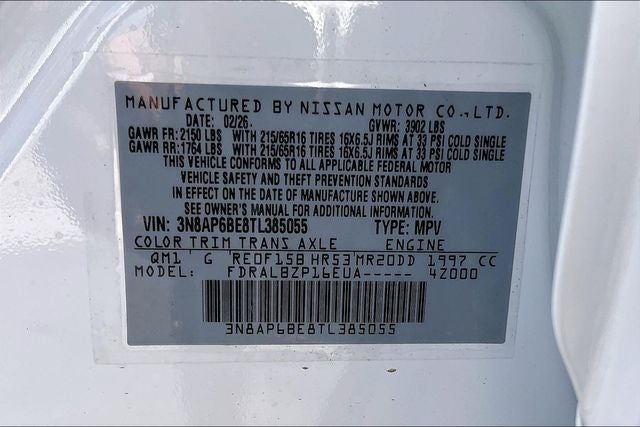 MANUFACTURED BY NISSAN MOTOR CO.,LTD.
DATE: 02/26. GVWR: 3902 LBS
GAWR FR: 2150 LBS WITH 215/65R16 TIRES 16X6.5J RIMS AT 33 PSI COLD SINGLE
GAWR RR: 1764 LBS WITH 215/65R16 TIRES 16X6.5J RIMS AT 33 PSI COLD SINGLE
THIS VEHICLE CONFORMS TO ALL APPLICABLE FEDERAL MOTOR
VEHICLE SAFETY AND THEFT PREVENTION STANDARDS
IN EFFECT ON THE DATE OF MANUFACTURE SHOWN ABOVE.
SEE OWNER'S MANUAL FOR ADDITIONAL INFORMATION.
VIN: 3N8AP6BE8TL385055 TYPE: MPV
COLOR TRIM TRANS AXLE ENGINE
QM1 G RE0F15B HR53 MR20DD 1997 CC
MODEL: FDRALBZP16EUA----- 4Z000
3N8AP6BE8TL385055